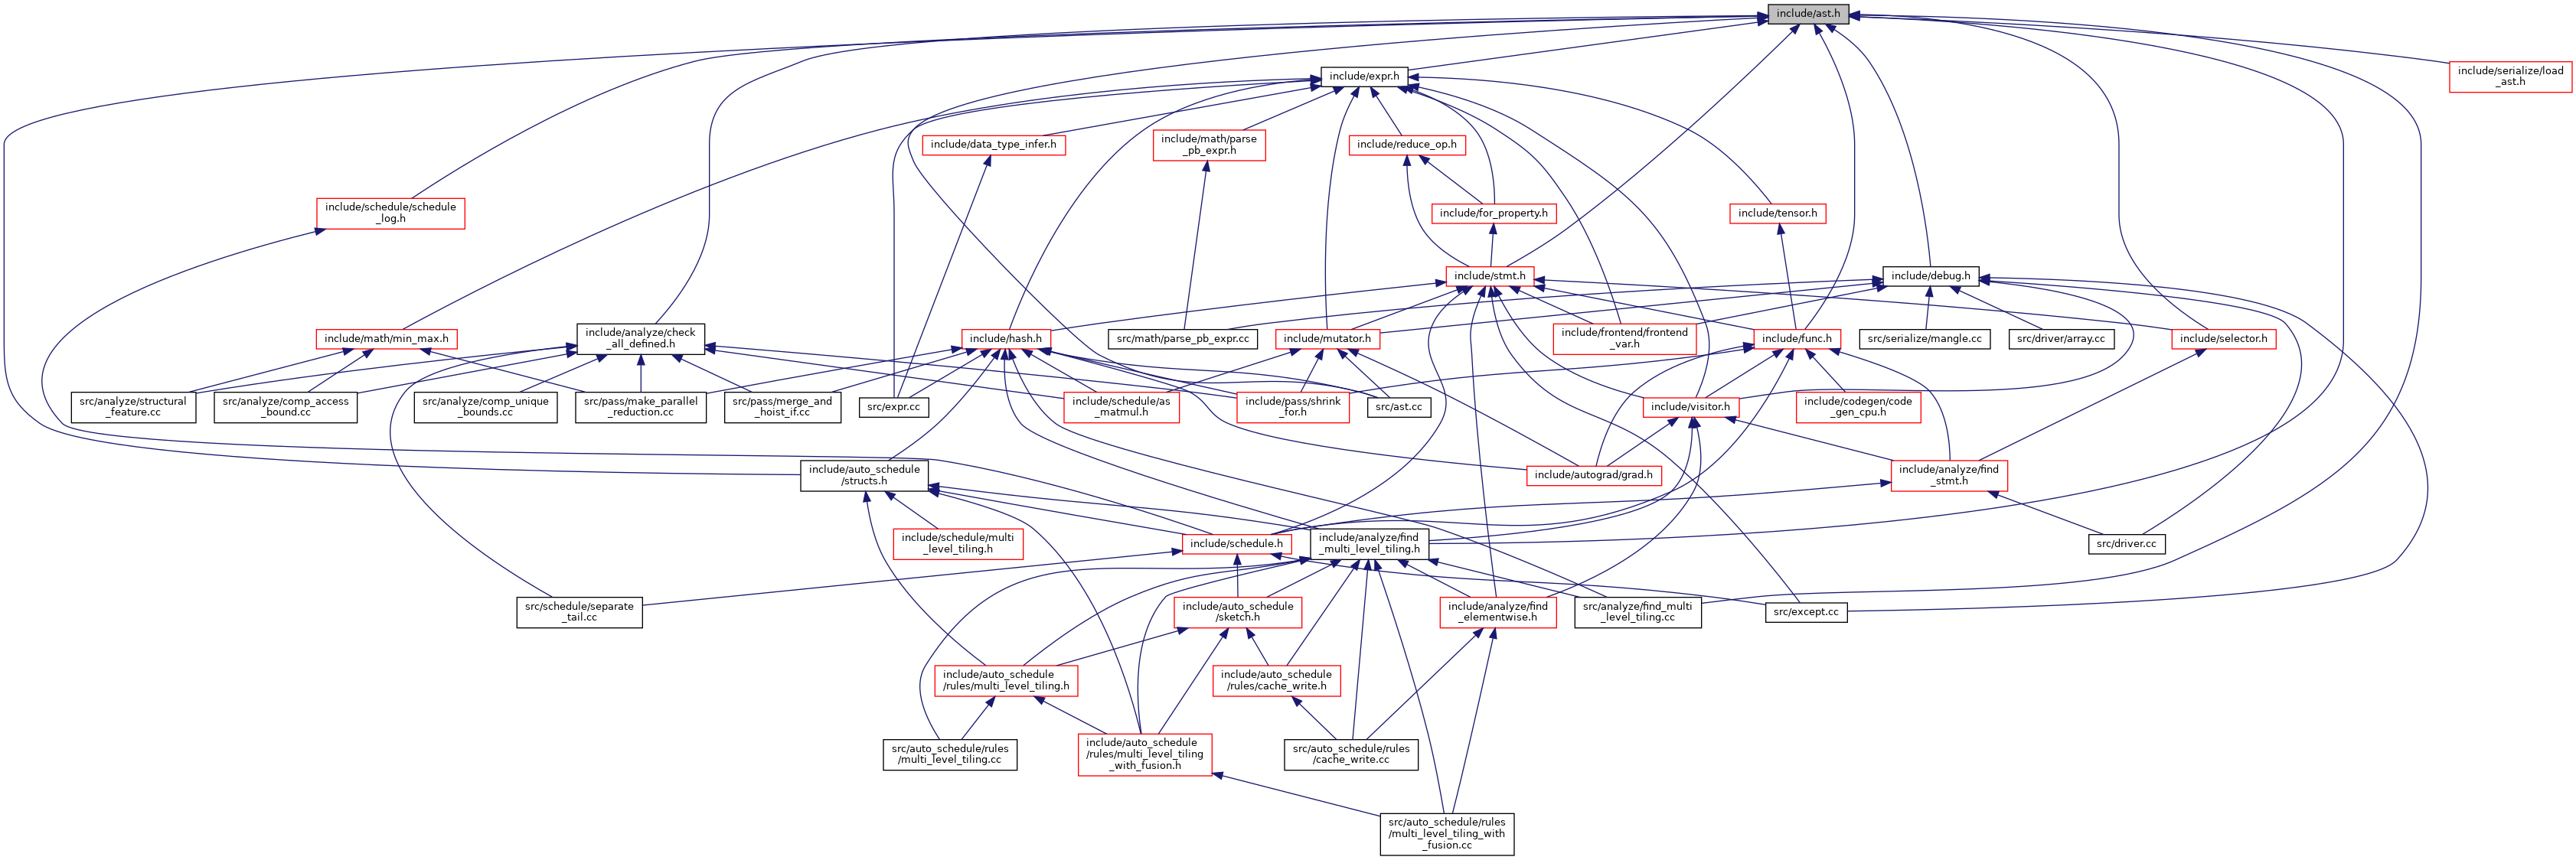 include/ast.h
include/expr.h
include/serialize/load
_ast.h
include/data_type_infer.h
include/math/parse
_pb_expr.h
include/reduce_op.h
include/schedule/schedule
_log.h
include/for_property.h
include/tensor.h
include/stmt.h
include/debug.h
include/math/min_max.h
include/analyze/check
_all_defined.h
include/hash.h
src/math/parse_pb_expr.cc
include/mutator.h
include/frontend/frontend
_var.h
include/func.h
src/serialize/mangle.cc
src/driver/array.cc
include/selector.h
src/analyze/structural
_feature.cc
src/analyze/comp_access
_bound.cc
src/analyze/comp_unique
_bounds.cc
src/pass/make_parallel
_reduction.cc
src/pass/merge_and
_hoist_if.cc
src/expr.cc
include/schedule/as
_matmul.h
include/pass/shrink
_for.h
src/ast.cc
include/visitor.h
include/codegen/code
_gen_cpu.h
include/auto_schedule
/structs.h
include/autograd/grad.h
include/analyze/find
_stmt.h
include/schedule/multi
_level_tiling.h
include/schedule.h
include/analyze/find
_multi_level_tiling.h
src/driver.cc
src/schedule/separate
_tail.cc
include/auto_schedule
/sketch.h
include/analyze/find
_elementwise.h
src/analyze/find_multi
_level_tiling.cc
src/except.cc
include/auto_schedule
/rules/multi_level_tiling.h
include/auto_schedule
/rules/cache_write.h
src/auto_schedule/rules
/multi_level_tiling.cc
include/auto_schedule
/rules/multi_level_tiling
_with_fusion.h
src/auto_schedule/rules
/cache_write.cc
src/auto_schedule/rules
/multi_level_tiling_with
_fusion.cc